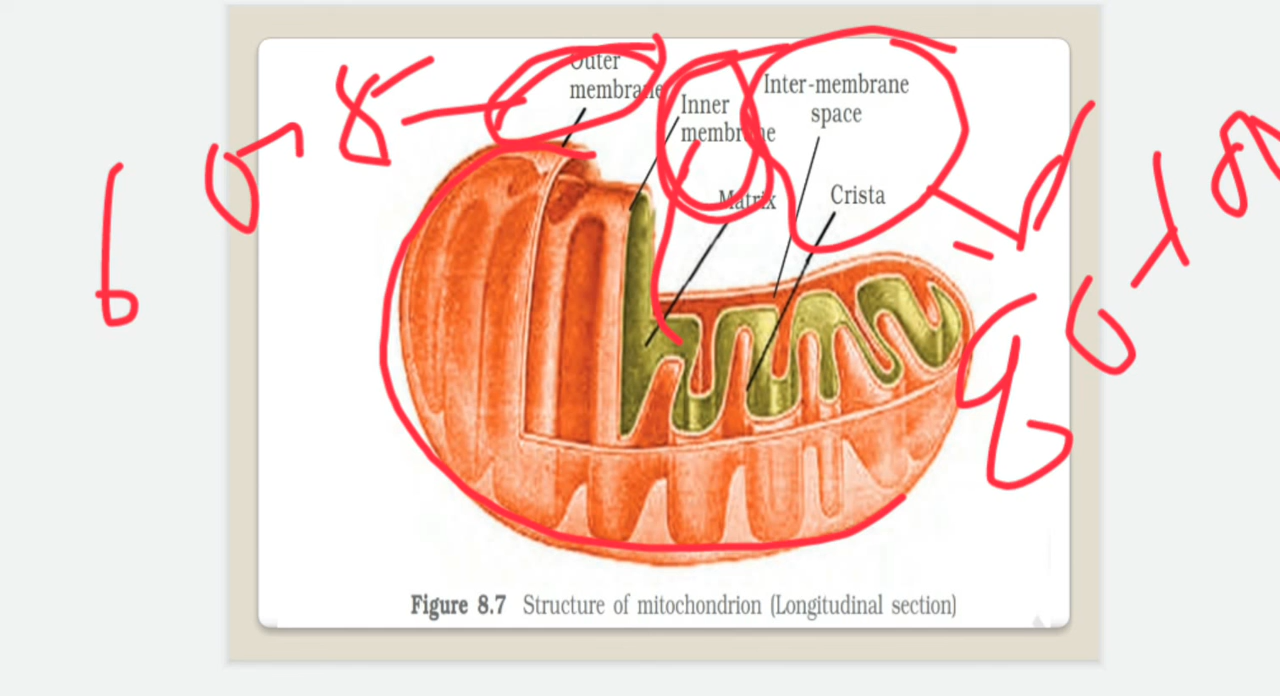 Outer
membrane
Inner
membrane
Inter-membrane
space
Matrix
Crista
Figure 8.7 Structure of mitochondrion (Longitudinal section)